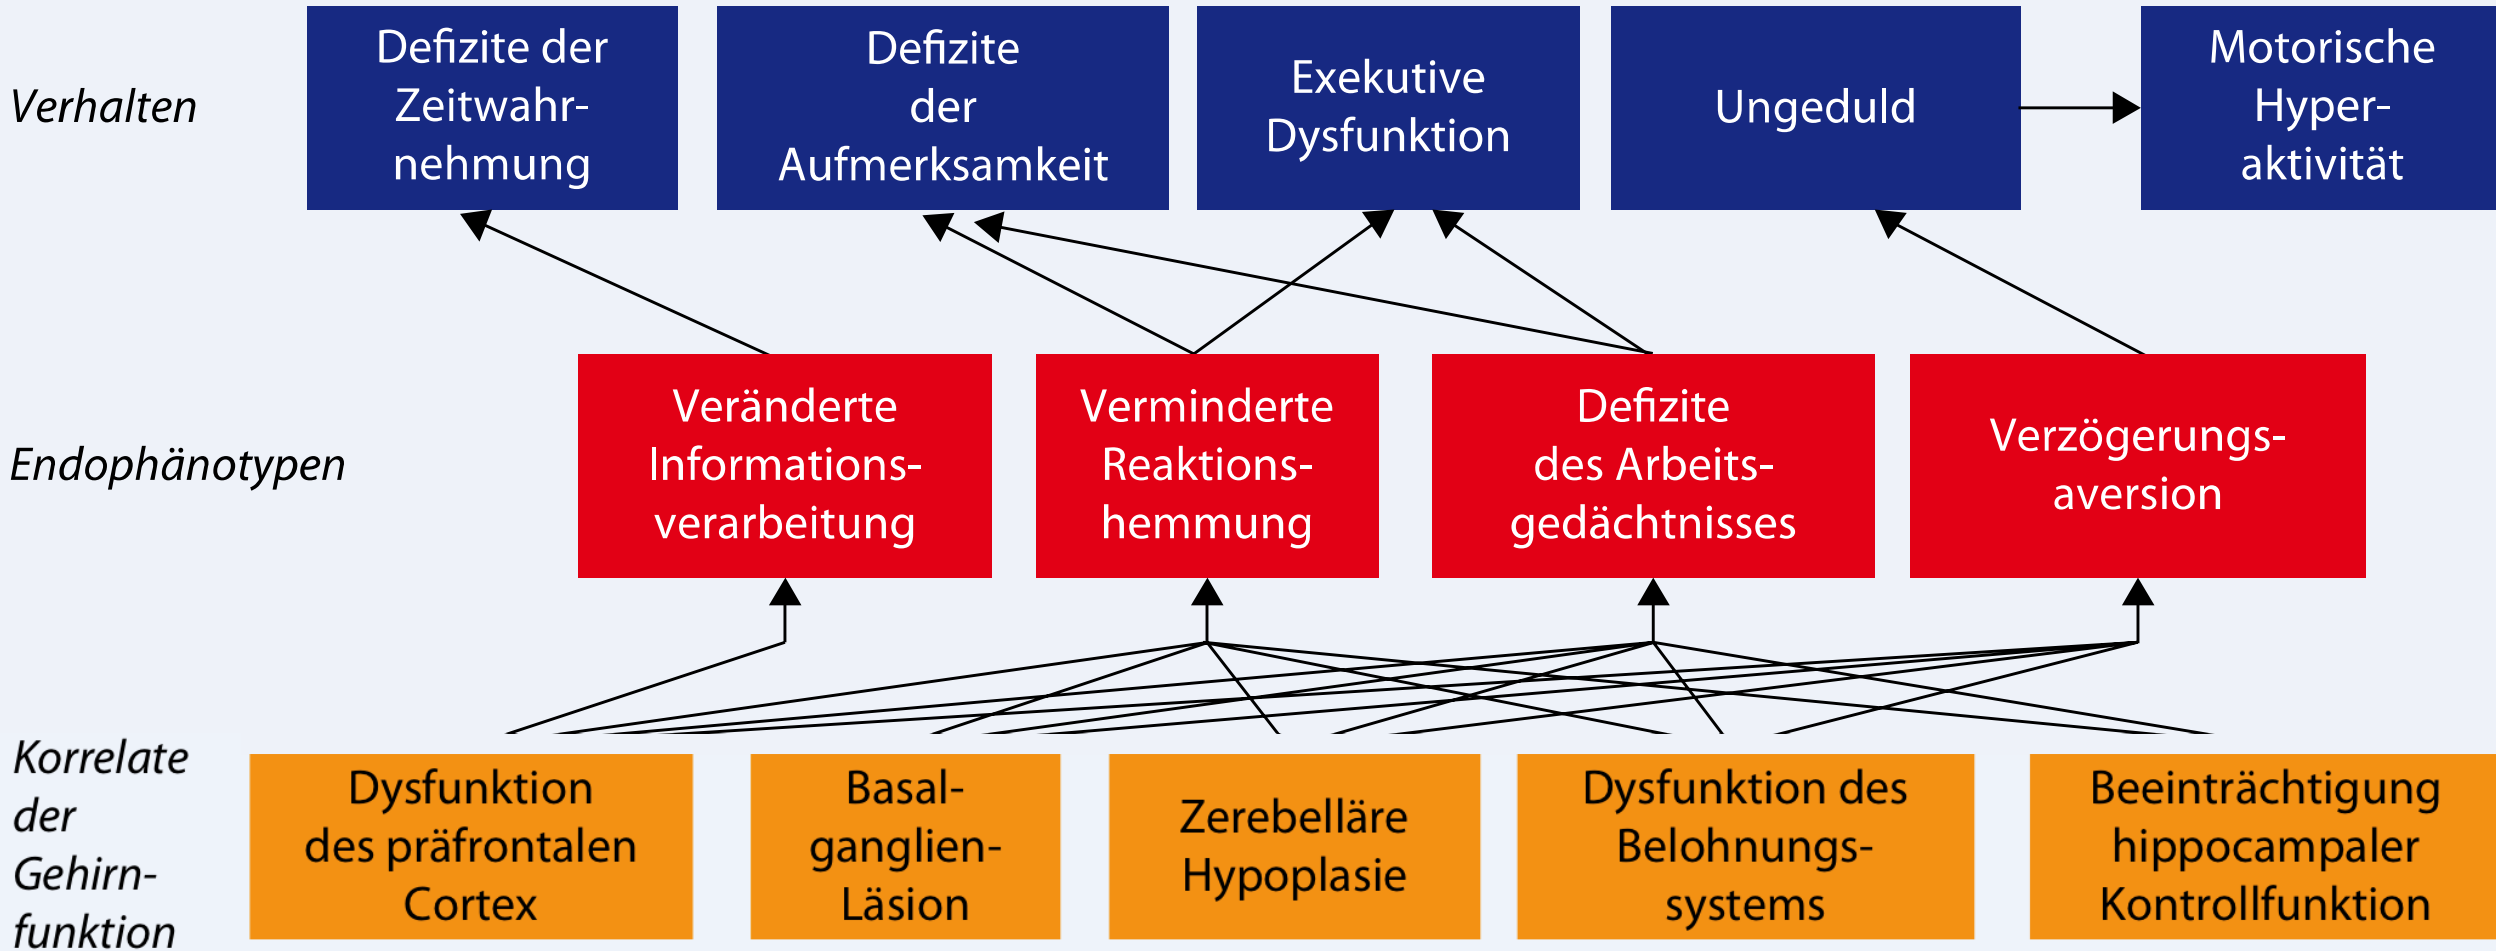 Verhalten
Defizite der
Zeitwahr-
nehmung
Defizite
der
Aufmerksamkeit
Exekutive
Dysfunktion
Ungeduld
Motorische
Hyper-
aktivität
Endophänotypen
Veränderte
Informations-
verarbeitung
Verminderte
Reaktions-
hemmung
Defizite
des Arbeits-
gedächtnisses
Verzögerungs-
aversion
Korrelate
der
Gehirn-
funktion
Dysfunktion
des präfrontalen
Cortex
Basal-
ganglien-
Läsion
Zerebelläre
Hypoplasie
Dysfunktion des
Belohnungs-
systems
Beeinträchtigung
hippocampaler
Kontrollfunktion